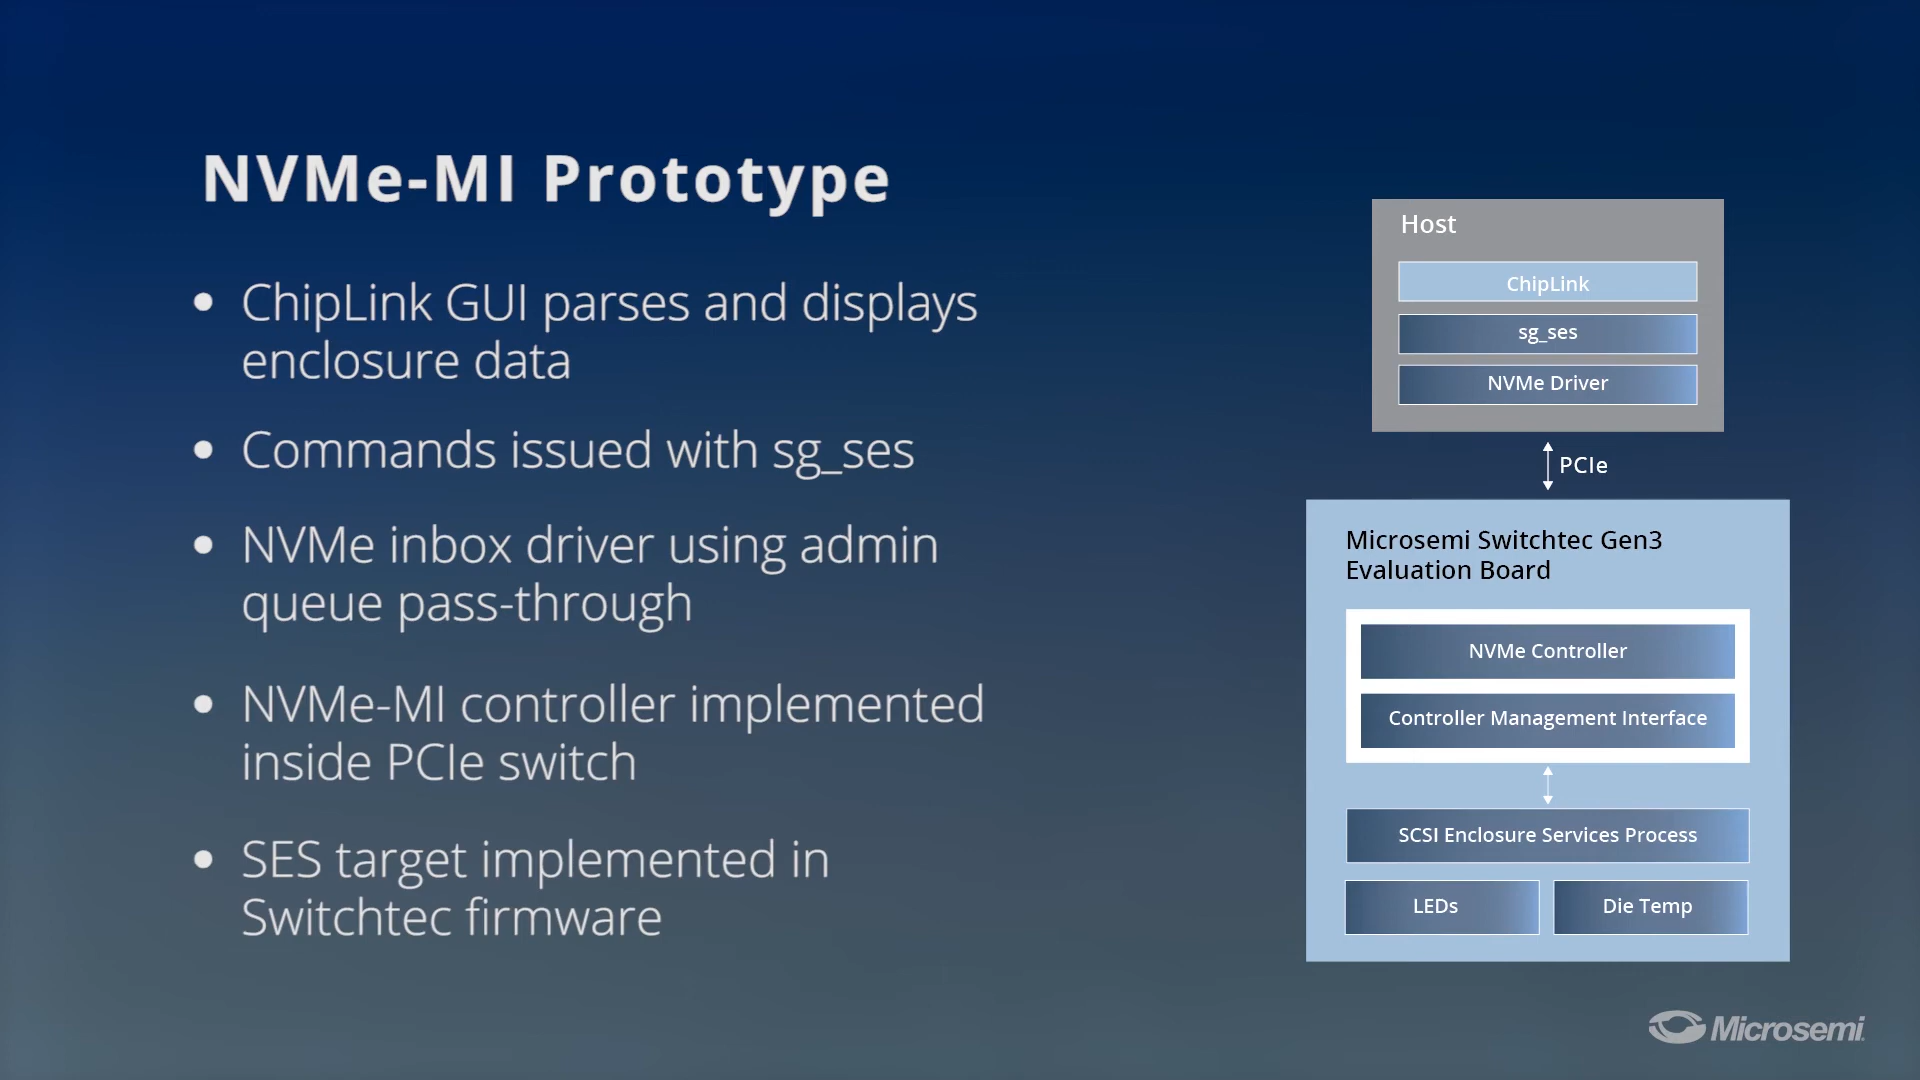 NVMe-MI Prototype
• ChipLink GUI parses and displays
enclosure data
• Commands issued with sg_ses
• NVMe inbox driver using admin
queue pass-through
• NVMe-MI controller implemented
inside PCIe switch
• SES target implemented in
Switchtec firmware
Host
ChipLink
sg_ses
NVMe Driver
PCIe
Microsemi Switchtec Gen3
Evaluation Board
NVMe Controller
Controller Management Interface
SCSI Enclosure Services Process
LEDs
Die Temp
Microsemi